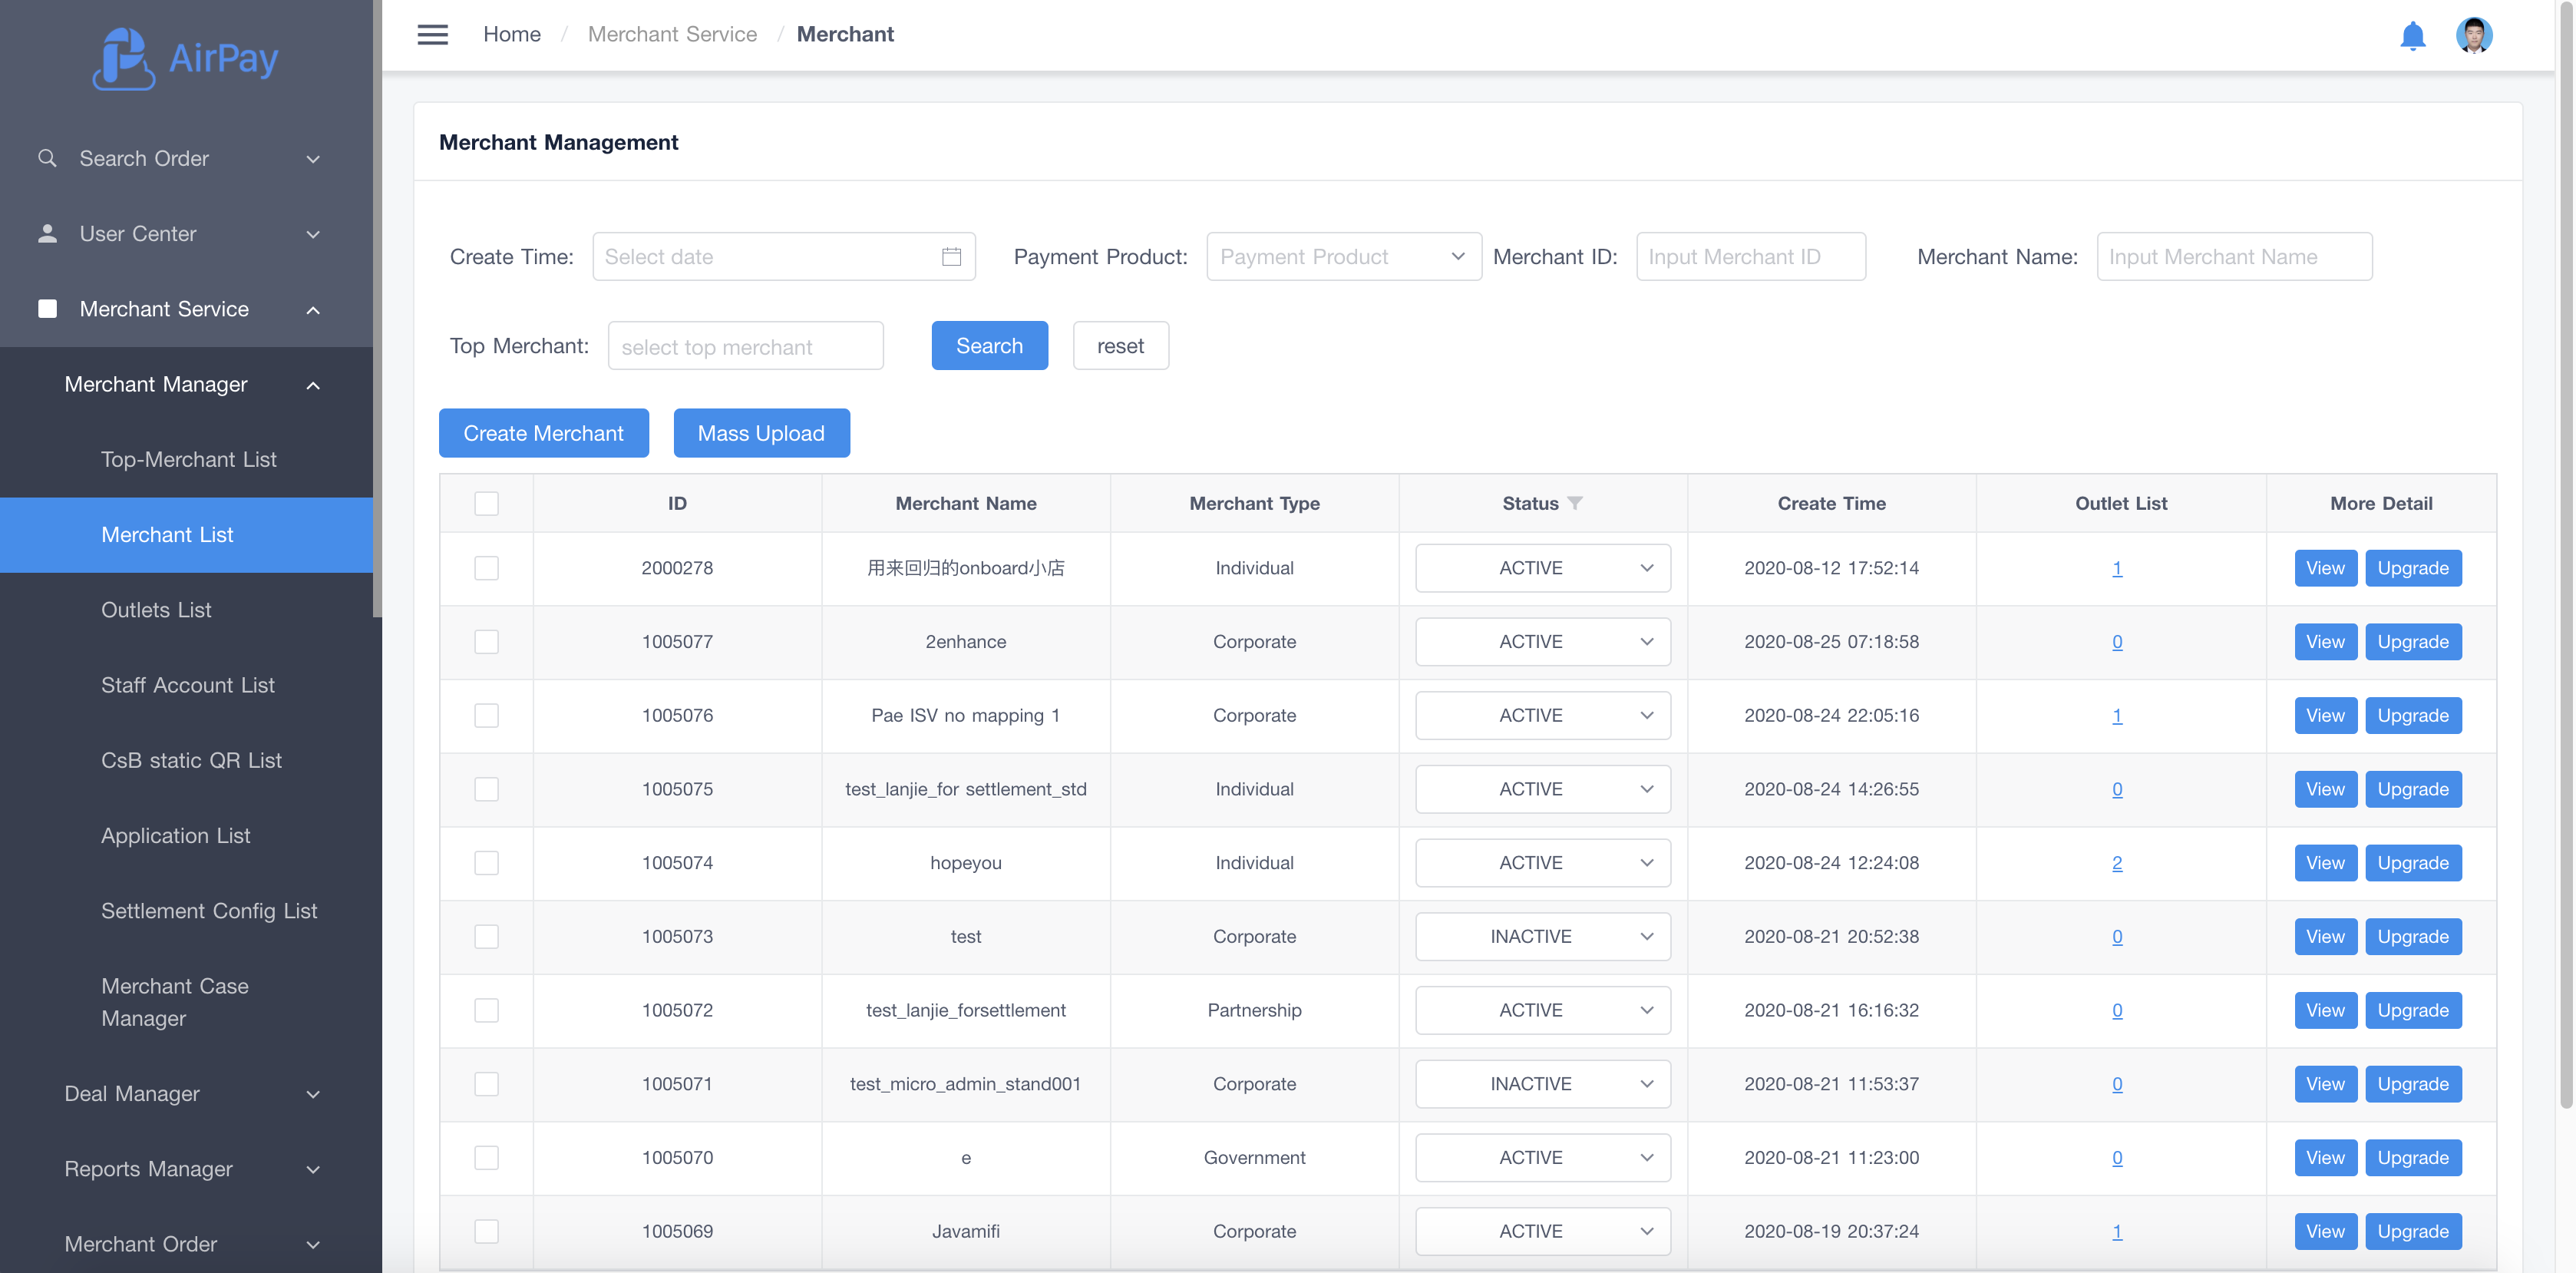 AirPay
Search Order
User Center
Merchant Service
Merchant Manager
Top-Merchant List
Merchant List
Outlets List
Staff Account List
CsB static QR List
Application List
Settlement Config List
Merchant Case
Manager
Deal Manager
Reports Manager
Merchant Order
Home / Merchant Service / Merchant
Merchant Management
Create Time: Select date Payment Product: Payment Product Merchant ID: Input Merchant ID Merchant Name: Input Merchant Name
Top Merchant: select top merchant Search reset
Create Merchant Mass Upload
ID Merchant Name Merchant Type Status Create Time Outlet List More Detail
2000278 用来回归的onboard小店 Individual ACTIVE 2020-08-12 17:52:14 1 View Upgrade
1005077 2enhance Corporate ACTIVE 2020-08-25 07:18:58 0 View Upgrade
1005076 Pae ISV no mapping 1 Corporate ACTIVE 2020-08-24 22:05:16 1 View Upgrade
1005075 test_lanjie_for settlement_std Individual ACTIVE 2020-08-24 14:26:55 0 View Upgrade
1005074 hopeyou Individual ACTIVE 2020-08-24 12:24:08 2 View Upgrade
1005073 test Corporate INACTIVE 2020-08-21 20:52:38 0 View Upgrade
1005072 test_lanjie_forsettlement Partnership ACTIVE 2020-08-21 16:16:32 0 View Upgrade
1005071 test_micro_admin_stand001 Corporate INACTIVE 2020-08-21 11:53:37 0 View Upgrade
1005070 e Government ACTIVE 2020-08-21 11:23:00 0 View Upgrade
1005069 Javamifi Corporate ACTIVE 2020-08-19 20:37:24 1 View Upgrade